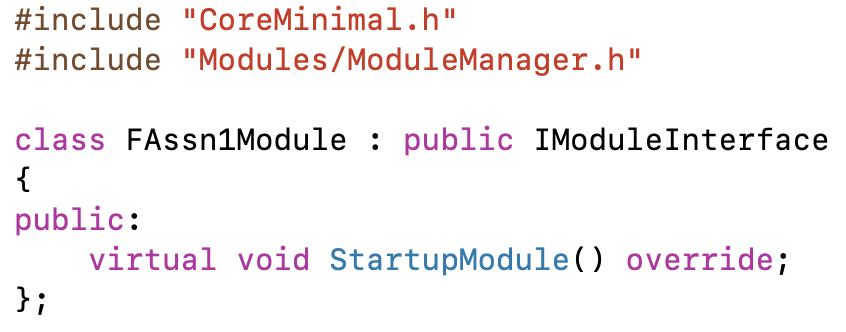 #include "CoreMinimal.h"
#include "Modules/ModuleManager.h"

class FAssn1Module : public IModuleInterface
{
public:
    virtual void StartupModule() override;
};